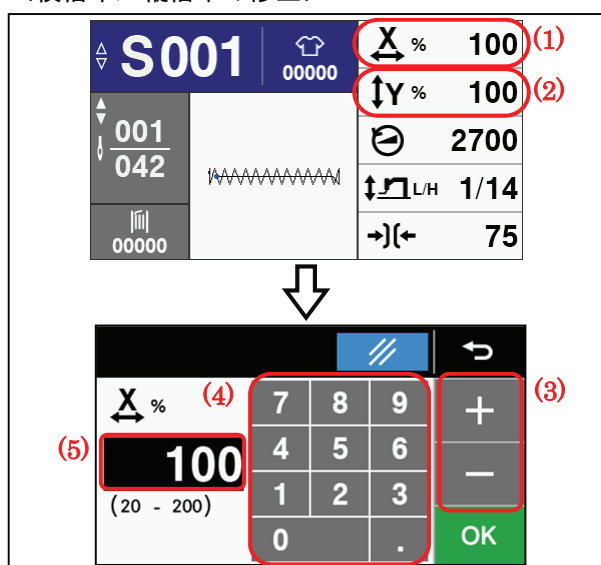 S001
00000
X % 100 (1)
Y % 100 (2)
001
042
2700
L/H 1/14
00000
75
X %
(4)
7 8 9
+
(3)
(5)
100
4 5 6
−
(20 - 200)
1 2 3
0 .
OK